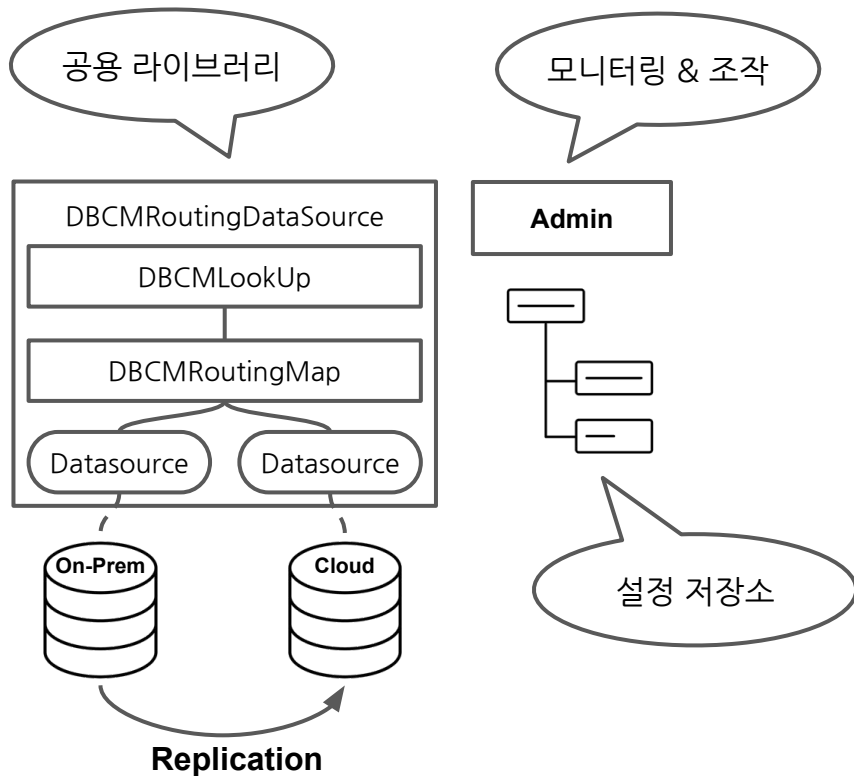 공용 라이브러리
모니터링 & 조작
DBCMRoutingDataSource
DBCMLookUp
DBCMRoutingMap
Datasource
Datasource
On-Prem
Cloud
Replication
Admin
설정 저장소